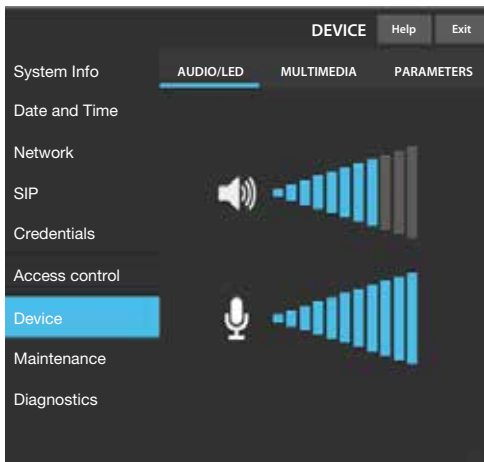 DEVICE Help Exit
System Info
AUDIO/LED MULTIMEDIA PARAMETERS
Date and Time
Network
SIP
Credentials
Access control
Device
Maintenance
Diagnostics